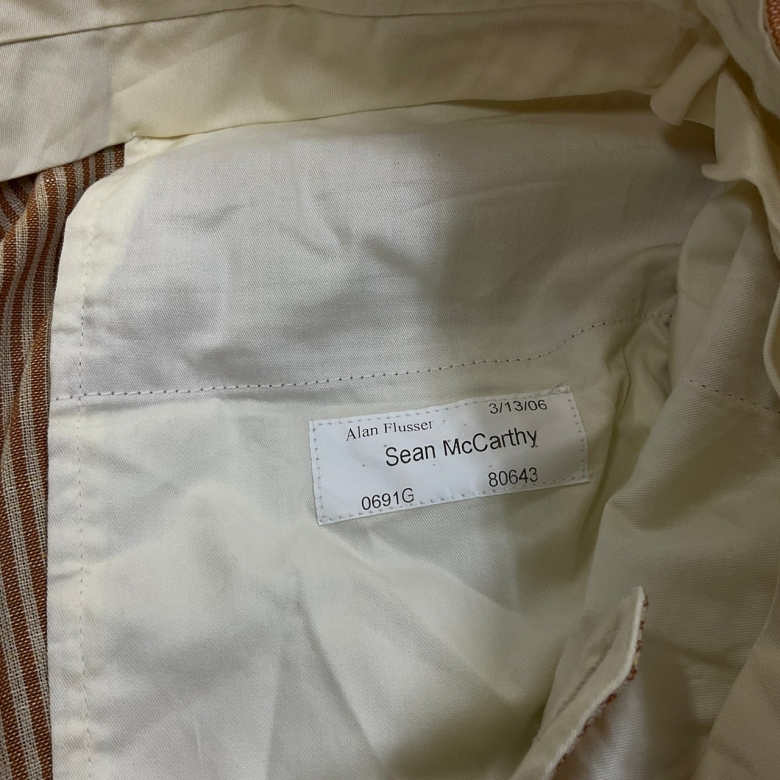 3/13/06
Alan Flusser
Sean McCarthy
0691G 80643